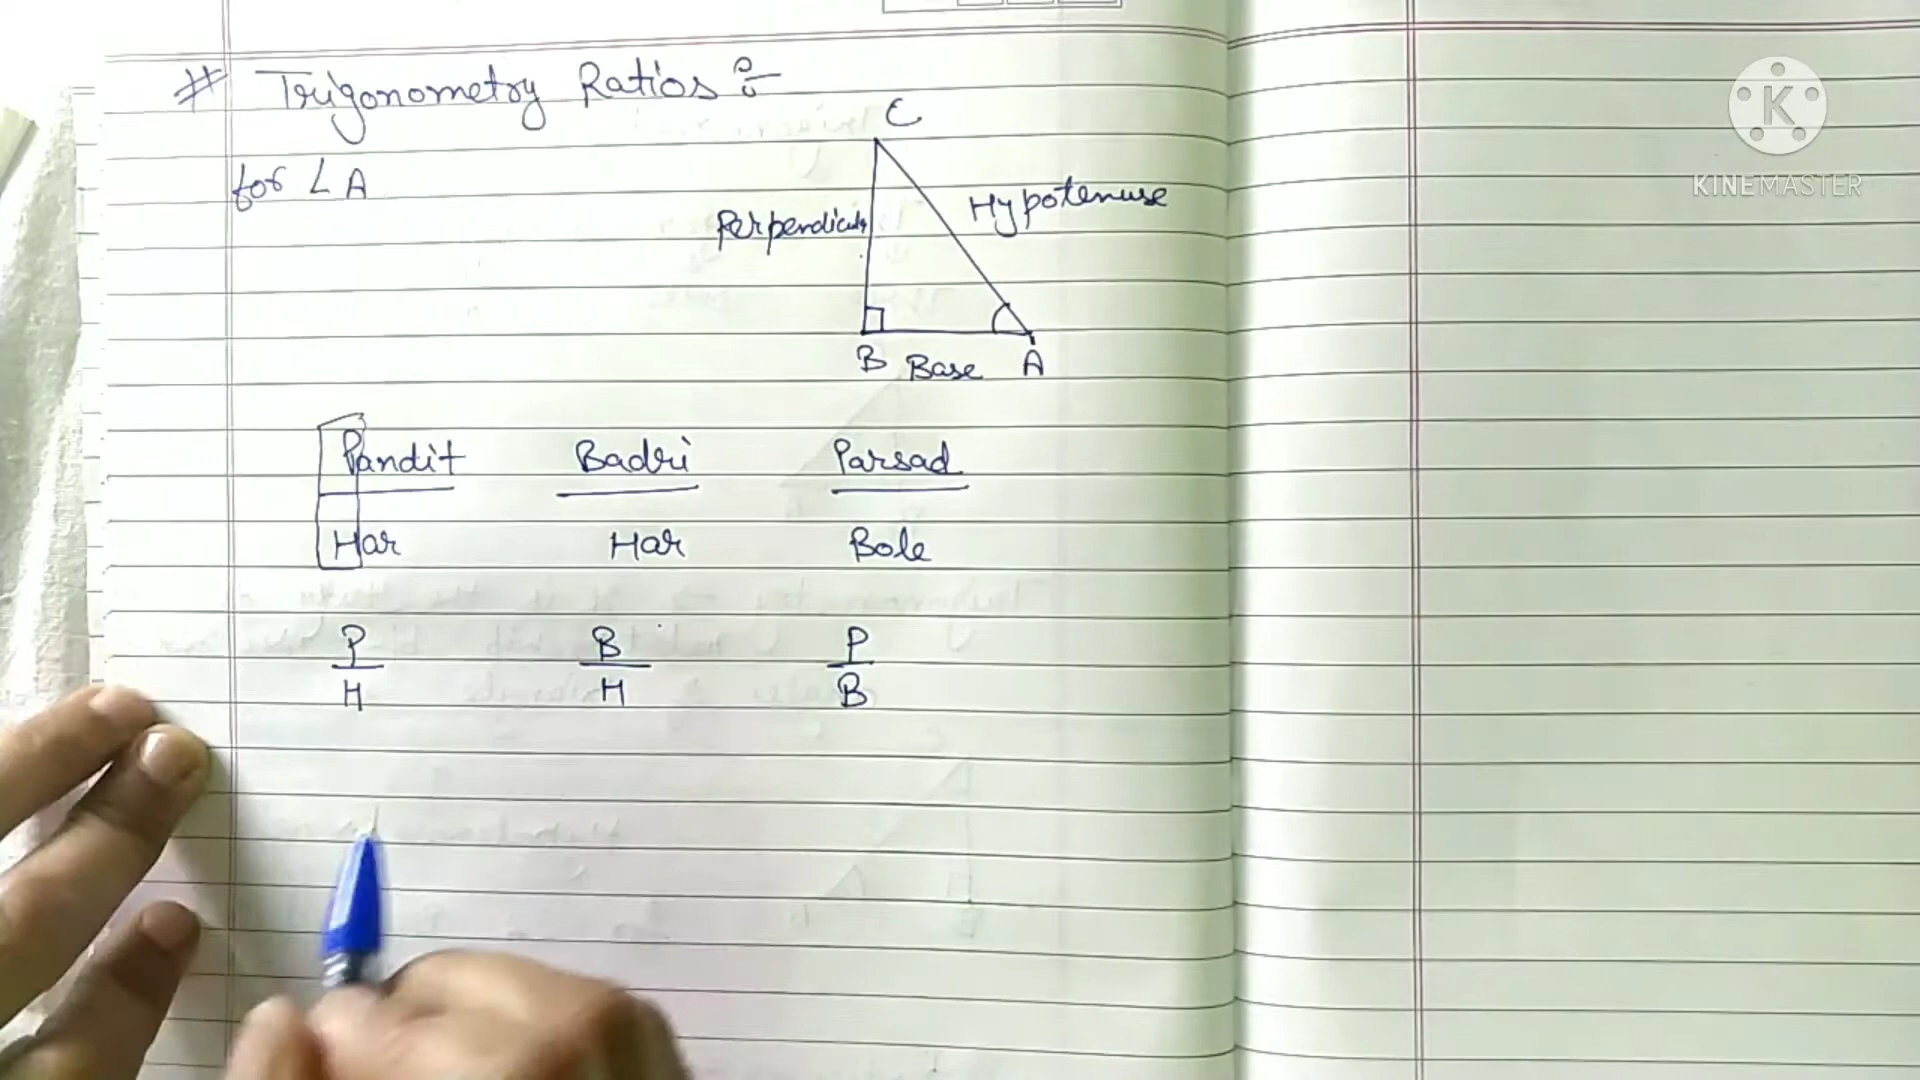 # Trigonometry Ratios :-
C
for ∠A
Hypotenuse
Perpendicular
B Base A
Pandit Badri Parsad
Har Har Bole
P B P
H H B
KINEMASTER